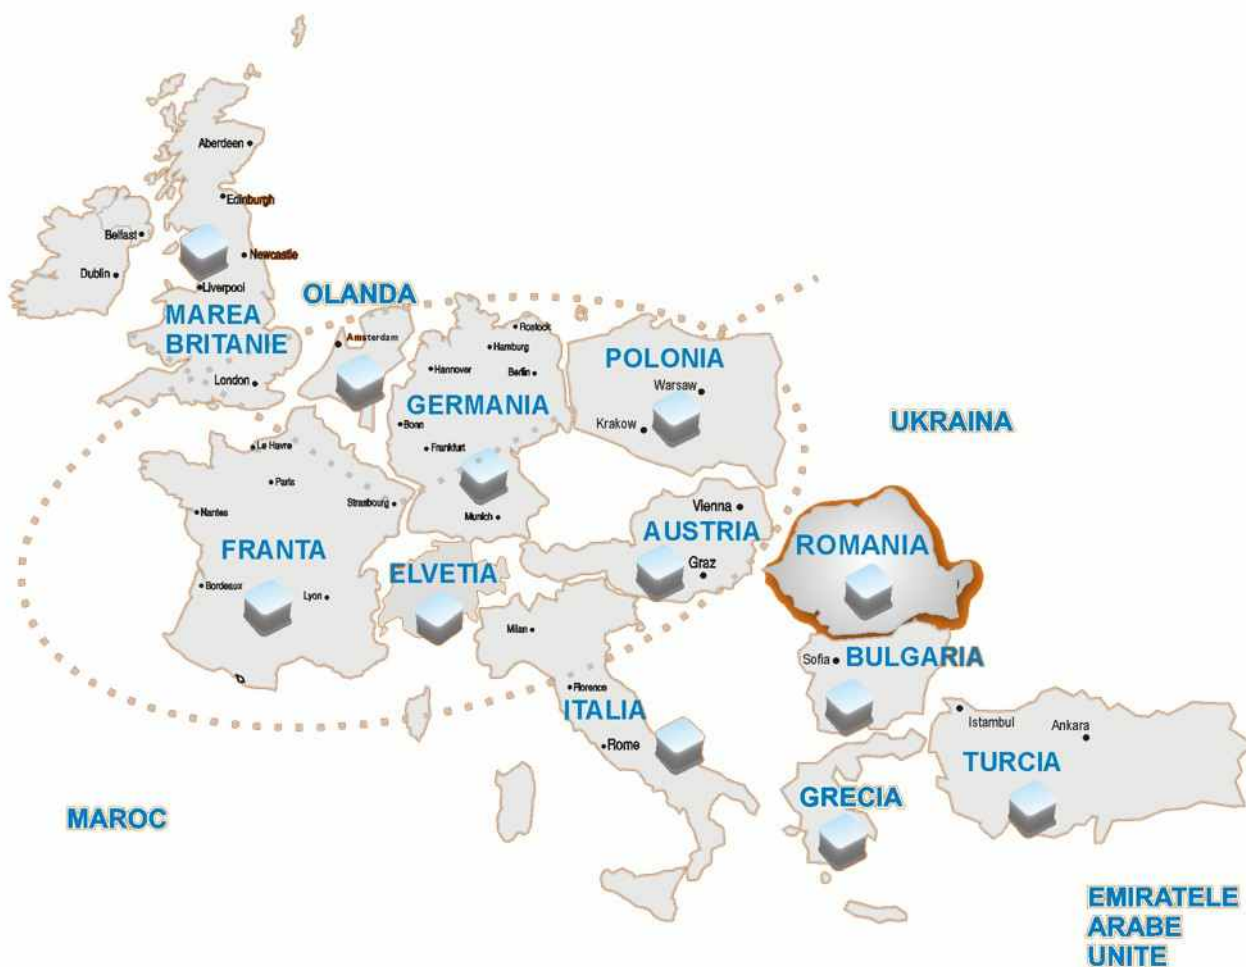 Aberdeen
Edinburgh
Belfast
Newcastle
Dublin
Liverpool
OLANDA
MAREA
BRITANIE
Amsterdam
Rostock
Hamburg
POLONIA
London
Hannover
Berlin
Warsaw
GERMANIA
Bonn
Krakow
UKRAINA
Le Havre
Frankfurt
Paris
Strasbourg
Nantes
Munich
Vienna
AUSTRIA
ROMANIA
FRANTA
ELVETIA
Graz
Bordeaux
Lyon
Milan
Sofia
BULGARIA
Florence
ITALIA
Istambul
Ankara
Rome
TURCIA
GRECIA
MAROC
EMIRATELE
ARABE
UNITE